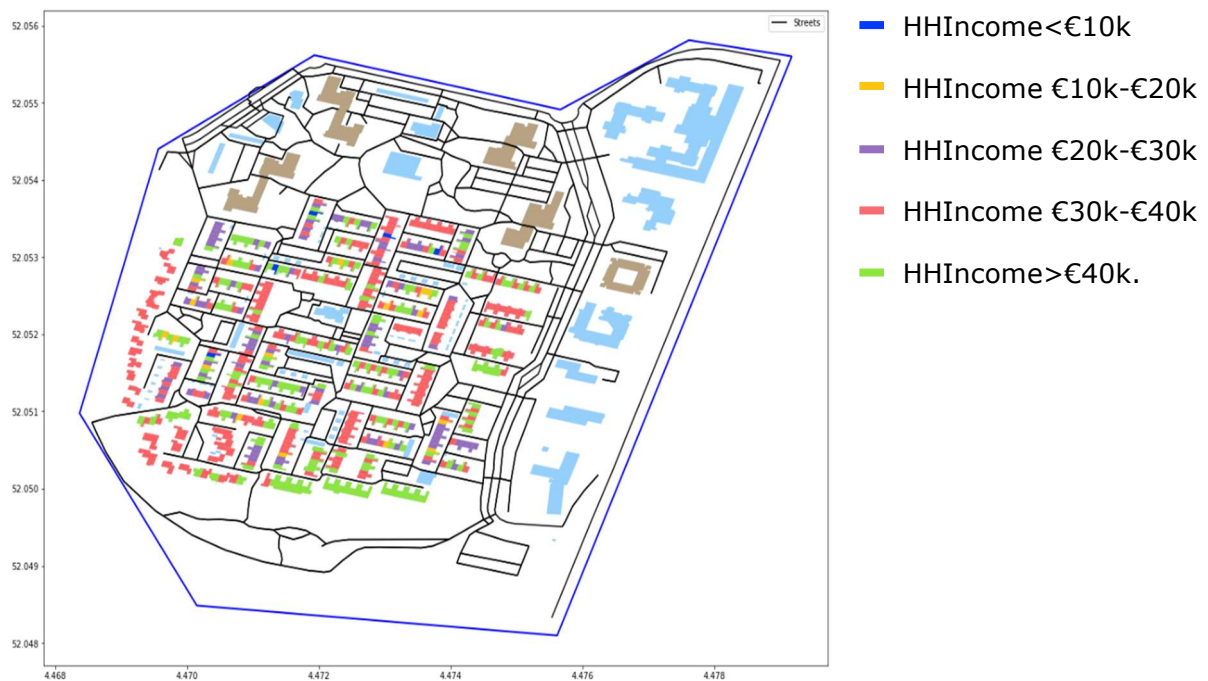 52.056
52.055
52.054
52.053
52.052
52.051
52.050
52.049
52.048
4.468
4.470
4.472
4.474
4.476
4.478
Streets
HHIncome<€10k
HHIncome €10k-€20k
HHIncome €20k-€30k
HHIncome €30k-€40k
HHIncome>€40k.